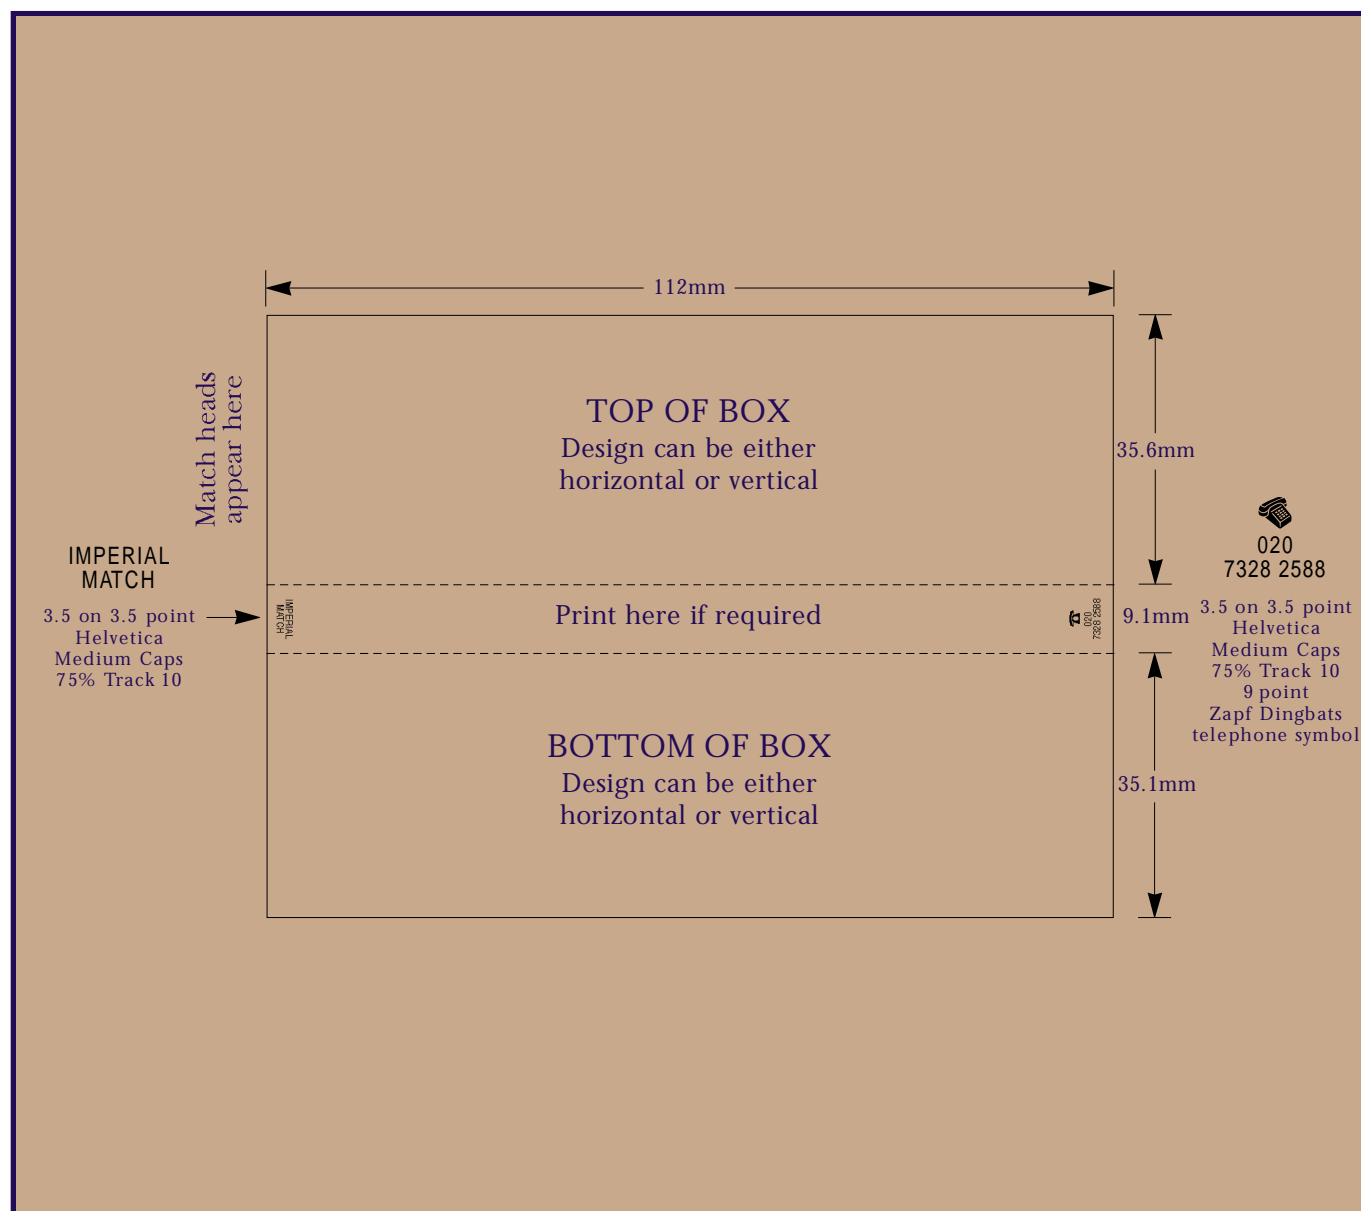 112mm
Match heads
appear here
TOP OF BOX
Design can be either
horizontal or vertical
35.6mm
IMPERIAL
MATCH
3.5 on 3.5 point
Helvetica
Medium Caps
75% Track 10
IMPERIAL
MATCH
Print here if required
020
7328 2588
9.1mm
020
7328 2588
3.5 on 3.5 point
Helvetica
Medium Caps
75% Track 10
9 point
Zapf Dingbats
telephone symbol
BOTTOM OF BOX
Design can be either
horizontal or vertical
35.1mm